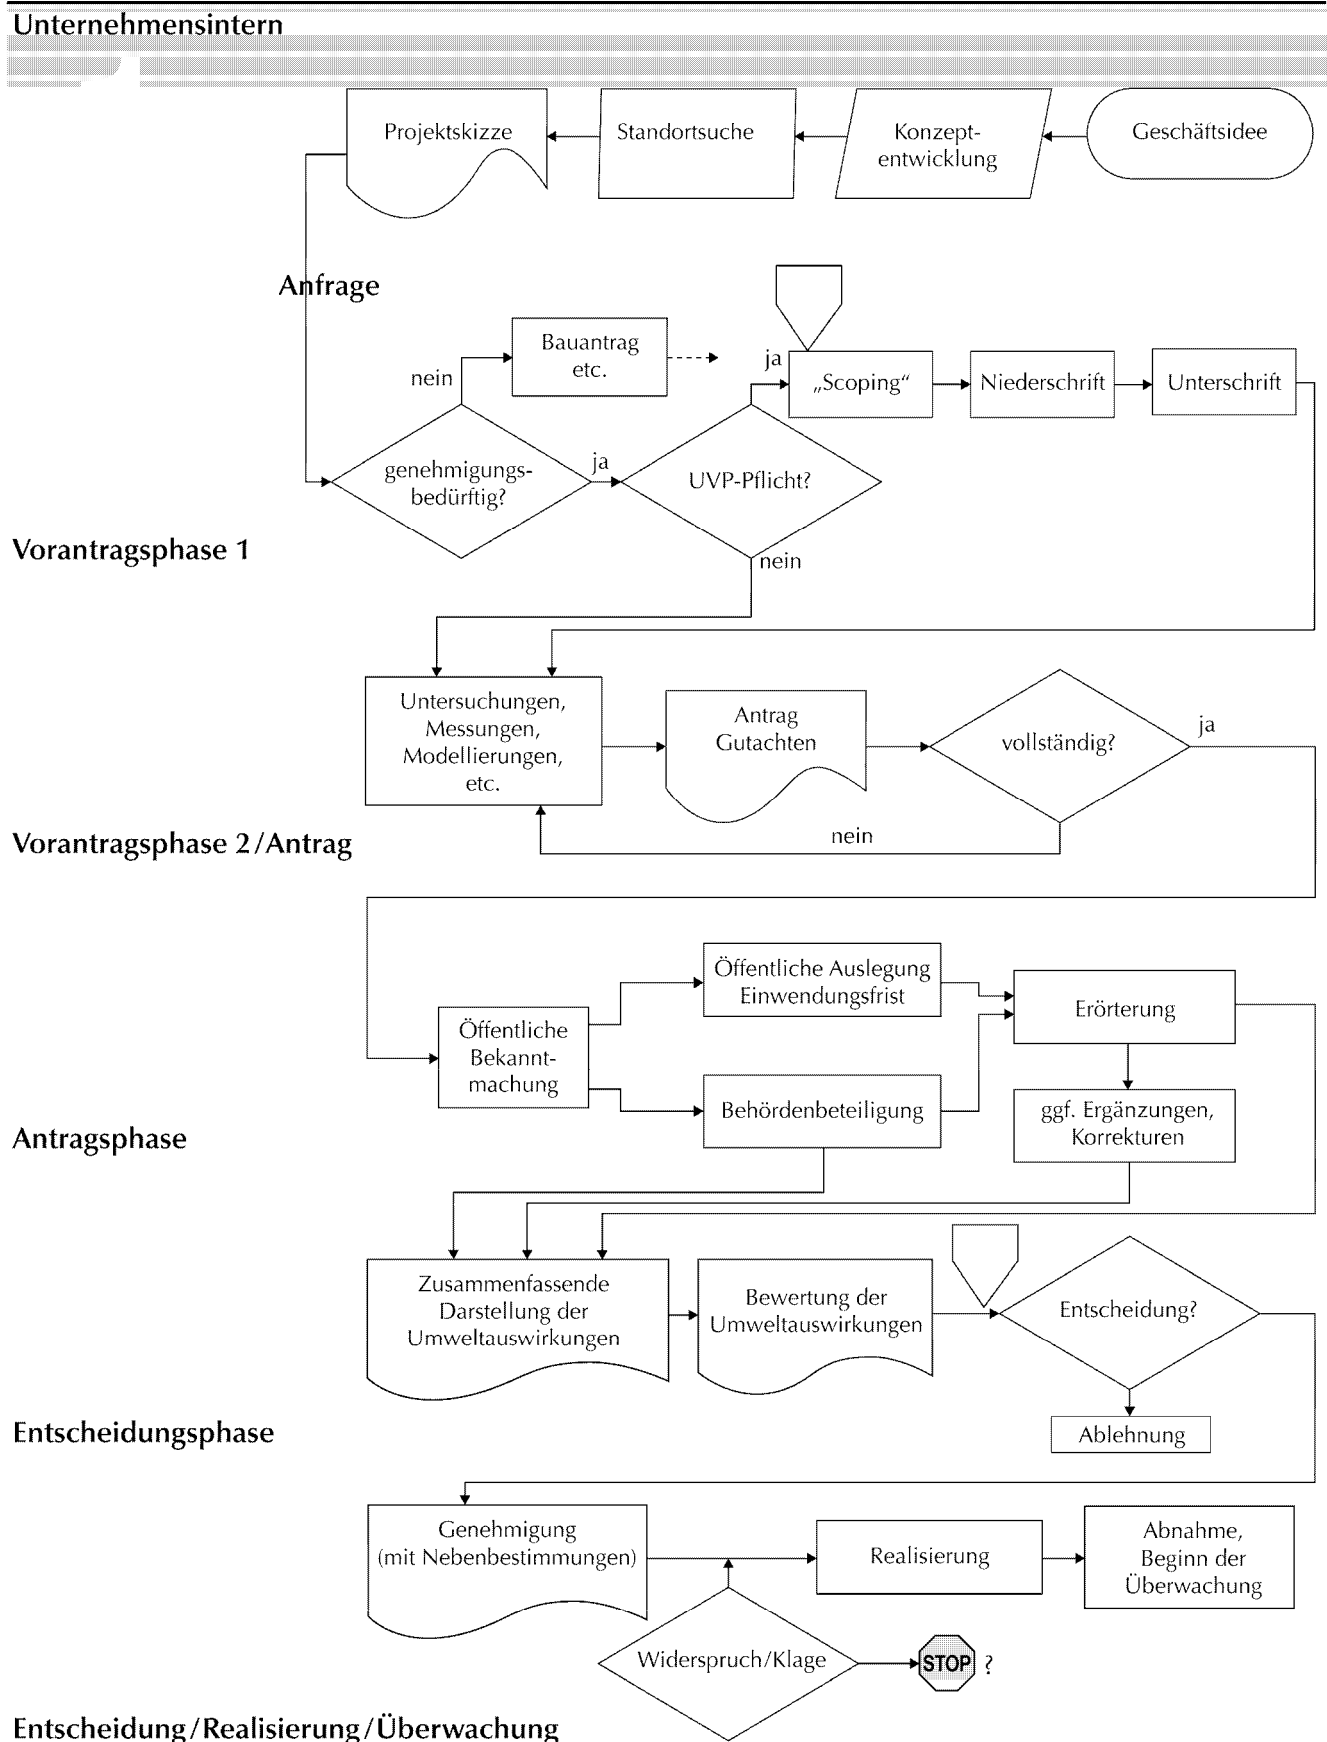 Unternehmensintern
Projektskizze
Standortsuche
Konzept-
entwicklung
Geschäftsidee
Anfrage
Bauantrag
etc.
nein
ja
„Scoping“
Niederschrift
Unterschrift
genehmigungs-
bedürftig?
ja
UVP-Pflicht?
nein
Vorantragsphase 1
Untersuchungen,
Messungen,
Modellierungen,
etc.
Antrag
Gutachten
vollständig?
ja
nein
Vorantragsphase 2/Antrag
Öffentliche
Bekannt-
machung
Öffentliche Auslegung
Einwendungsfrist
Behördenbeteiligung
Erörterung
ggf. Ergänzungen,
Korrekturen
Antragsphase
Zusammenfassende
Darstellung der
Umweltauswirkungen
Bewertung der
Umweltauswirkungen
Entscheidung?
Ablehnung
Entscheidungsphase
Genehmigung
(mit Nebenbestimmungen)
Realisierung
Abnahme,
Beginn der
Überwachung
Widerspruch/Klage
STOP ?
Entscheidung/Realisierung/Überwachung